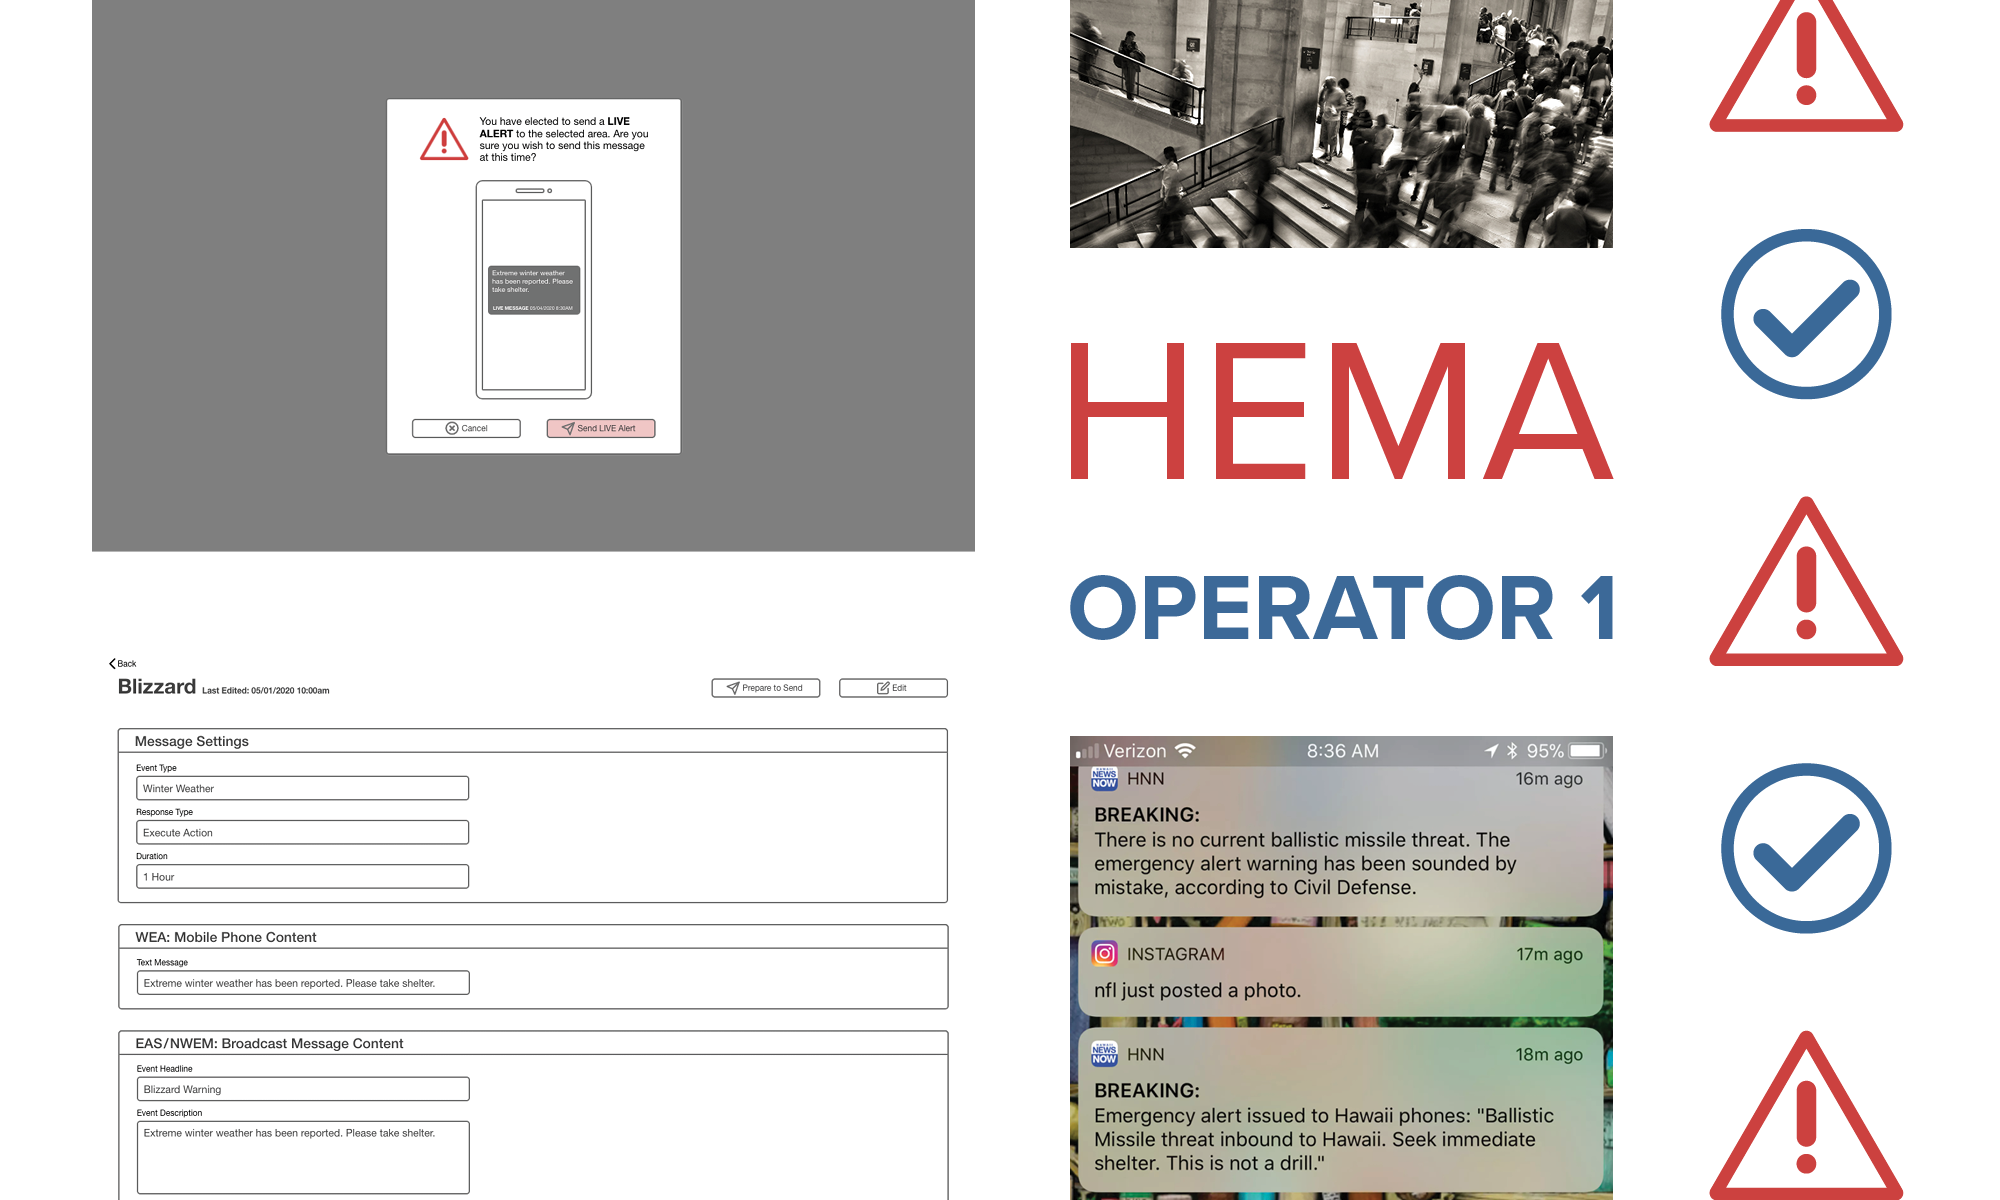 You have elected to send a LIVE
ALERT to the selected area. Are you
sure you wish to send this message
at this time?
Extreme winter weather
has been reported. Please
take shelter.
LIVE MESSAGE 05/04/2020 8:30AM
Cancel
Send LIVE Alert
Back
Blizzard Last Edited: 05/01/2020 10:00am
Prepare to Send
Edit
Message Settings
Event Type
Winter Weather
Response Type
Execute Action
Duration
1 Hour
WEA: Mobile Phone Content
Text Message
Extreme winter weather has been reported. Please take shelter.
EAS/NWEM: Broadcast Message Content
Event Headline
Blizzard Warning
Event Description
Extreme winter weather has been reported. Please take shelter.
HEMA
OPERATOR 1
Verizon 8:36 AM 95%
HAWAII NEWS NOW HNN 16m ago
BREAKING:
There is no current ballistic missile threat. The
emergency alert warning has been sounded by
mistake, according to Civil Defense.
INSTAGRAM 17m ago
nfl just posted a photo.
HAWAII NEWS NOW HNN 18m ago
BREAKING:
Emergency alert issued to Hawaii phones: "Ballistic
Missile threat inbound to Hawaii. Seek immediate
shelter. This is not a drill."